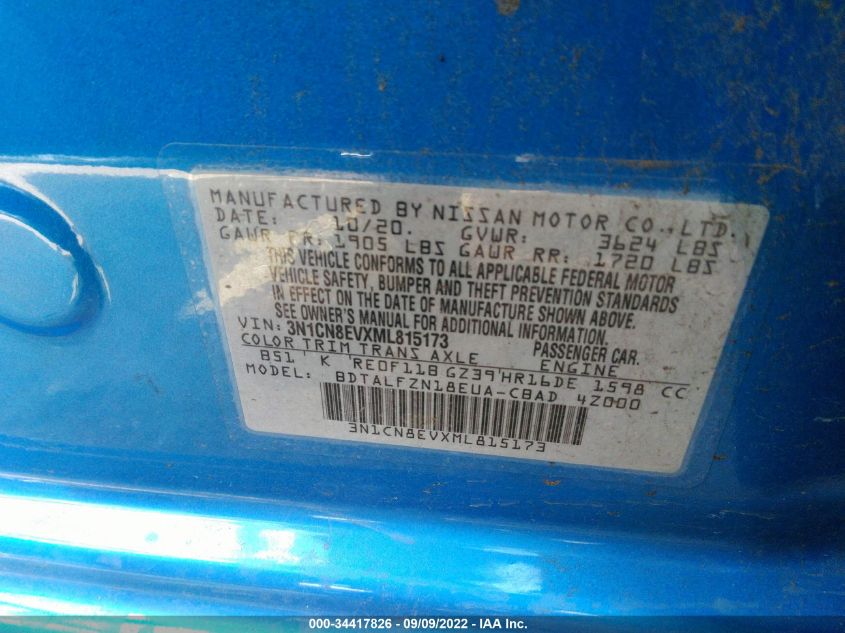 MANUFACTURED BY NISSAN MOTOR CO., LTD.
DATE: 10/20. GVWR: 3624 LBS
GAWR FR: 1905 LBS GAWR RR: 1720 LBS
THIS VEHICLE CONFORMS TO ALL APPLICABLE FEDERAL MOTOR
VEHICLE SAFETY, BUMPER AND THEFT PREVENTION STANDARDS
IN EFFECT ON THE DATE OF MANUFACTURE SHOWN ABOVE.
SEE OWNER'S MANUAL FOR ADDITIONAL INFORMATION.
VIN: 3N1CN8EVXML815173 PASSENGER CAR.
COLOR TRIM TRANS AXLE ENGINE
B51 ' K ' RE0F11B GZ39'HR16DE 1598 CC
MODEL: BDTALFZN18EUA-CBAD 4Z000
3N1CN8EVXML815173
000-34417826 - 09/09/2022 - IAA Inc.